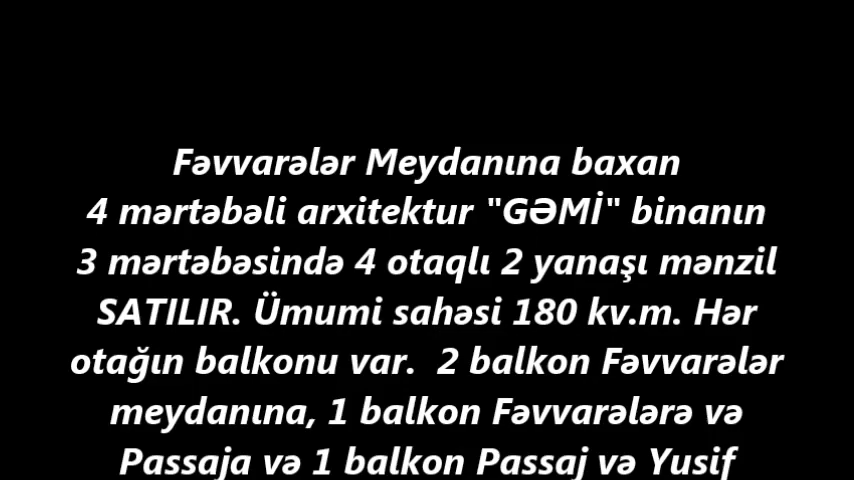 Fəvvarələr Meydanına baxan
4 mərtəbəli arxitektur "GƏMİ" binanın
3 mərtəbəsində 4 otaqlı 2 yanaşı mənzil
SATILIR. Ümumi sahəsi 180 kv.m. Hər
otağın balkonu var.  2 balkon Fəvvarələr
meydanına, 1 balkon Fəvvarələrə və
Passaja və 1 balkon Passaj və Yusif